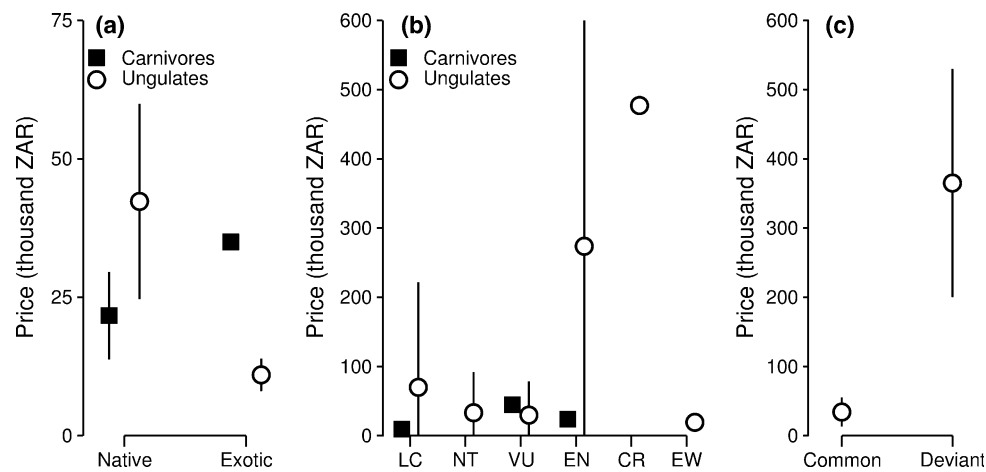 (a)
Carnivores
Ungulates
Price (thousand ZAR)
75
50
25
0
Native Exotic
(b)
Carnivores
Ungulates
Price (thousand ZAR)
600
500
400
300
200
100
0
LC NT VU EN CR EW
(c)
Price (thousand ZAR)
600
500
400
300
200
100
0
Common Deviant